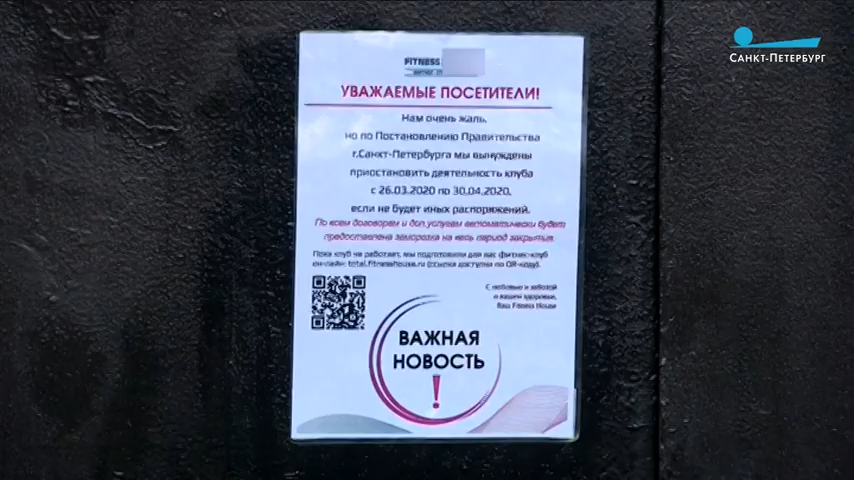 Санкт-Петербург
FITNESS
УВАЖАЕМЫЕ ПОСЕТИТЕЛИ!
Нам очень жаль,
но по Постановлению Правительства
г.Санкт-Петербурга мы вынуждены
приостановить деятельность клуба
с 26.03.2020 по 30.04.2020,
если не будет иных распоряжений.
По всем договорам и доп.услугам автоматически будет
предоставлена заморозка на весь период закрытия.
Пока клуб не работает, мы подготовили для вас фитнес-клуб
он-лайн: total.fitnesshouse.ru (ссылка доступна по QR-коду).
С любовью и заботой
о вашем здоровье,
Ваш Fitness House
ВАЖНАЯ
НОВОСТЬ
!